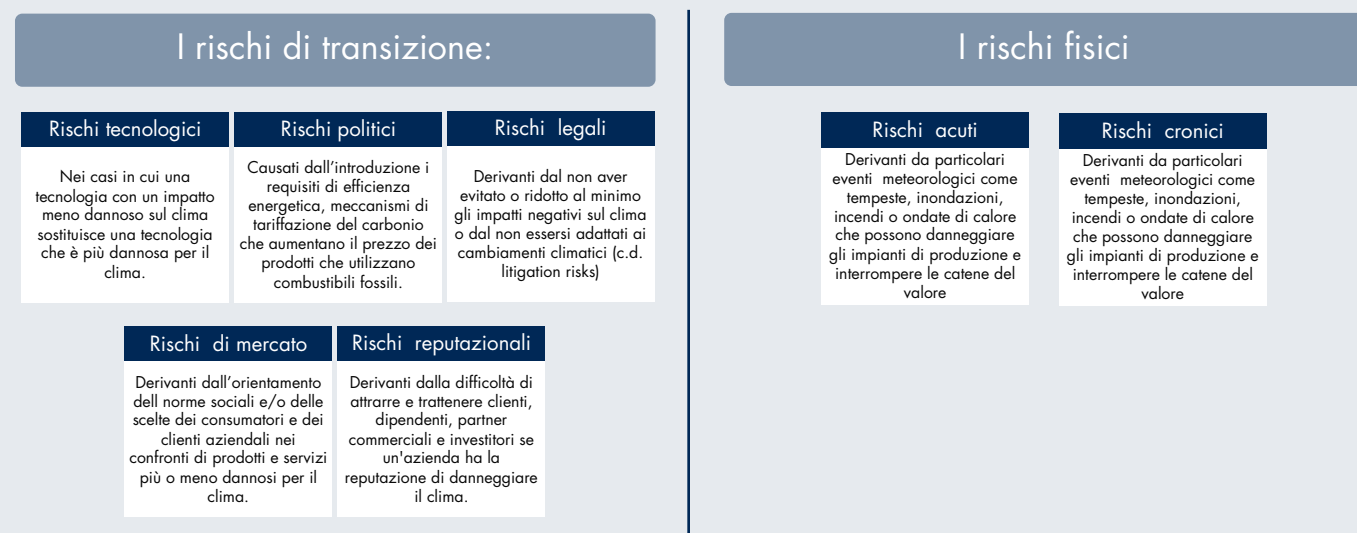 I rischi di transizione:
Rischi tecnologici
Nei casi in cui una
tecnologia con un impatto
meno dannoso sul clima
sostituisce una tecnologia
che è più dannosa per il
clima.
Rischi politici
Causati dall'introduzione i
requisiti di efficienza
energetica, meccanismi di
tariffazione del carbonio
che aumentano il prezzo dei
prodotti che utilizzano
combustibili fossili.
Rischi legali
Derivanti dal non aver
evitato o ridotto al minimo
gli impatti negativi sul clima
o dal non essersi adattati ai
cambiamenti climatici (c.d.
litigation risks)
Rischi di mercato
Derivanti dall'orientamento
dell norme sociali e/o delle
scelte dei consumatori e dei
clienti aziendali nei
confronti di prodotti e servizi
più o meno dannosi per il
clima.
Rischi reputazionali
Derivanti dalla difficoltà di
attrarre e trattenere clienti,
dipendenti, partner
commerciali e investitori se
un'azienda ha la
reputazione di danneggiare
il clima.
I rischi fisici
Rischi acuti
Derivanti da particolari
eventi meteorologici come
tempeste, inondazioni,
incendi o ondate di calore
che possono danneggiare
gli impianti di produzione e
interrompere le catene del
valore
Rischi cronici
Derivanti da particolari
eventi meteorologici come
tempeste, inondazioni,
incendi o ondate di calore
che possono danneggiare
gli impianti di produzione e
interrompere le catene del
valore